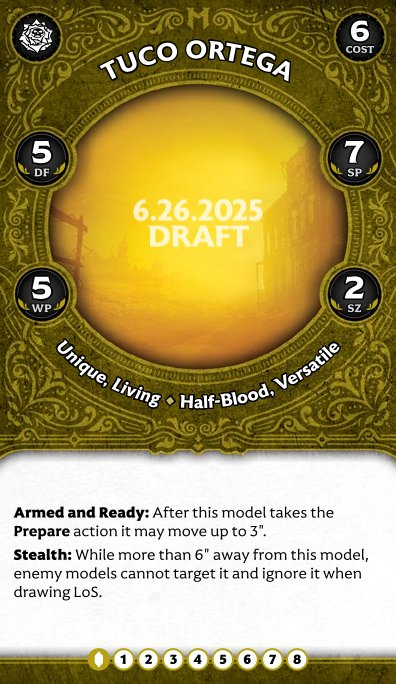 M
TUCO ORTEGA
6
COST
5
DF
7
SP
6.26.2025
DRAFT
5
WP
2
SZ
Unique, Living ⬥ Half-Blood, Versatile
Armed and Ready: After this model takes the
Prepare action it may move up to 3".
Stealth: While more than 6" away from this model,
enemy models cannot target it and ignore it when
drawing LoS.
1 2 3 4 5 6 7 8